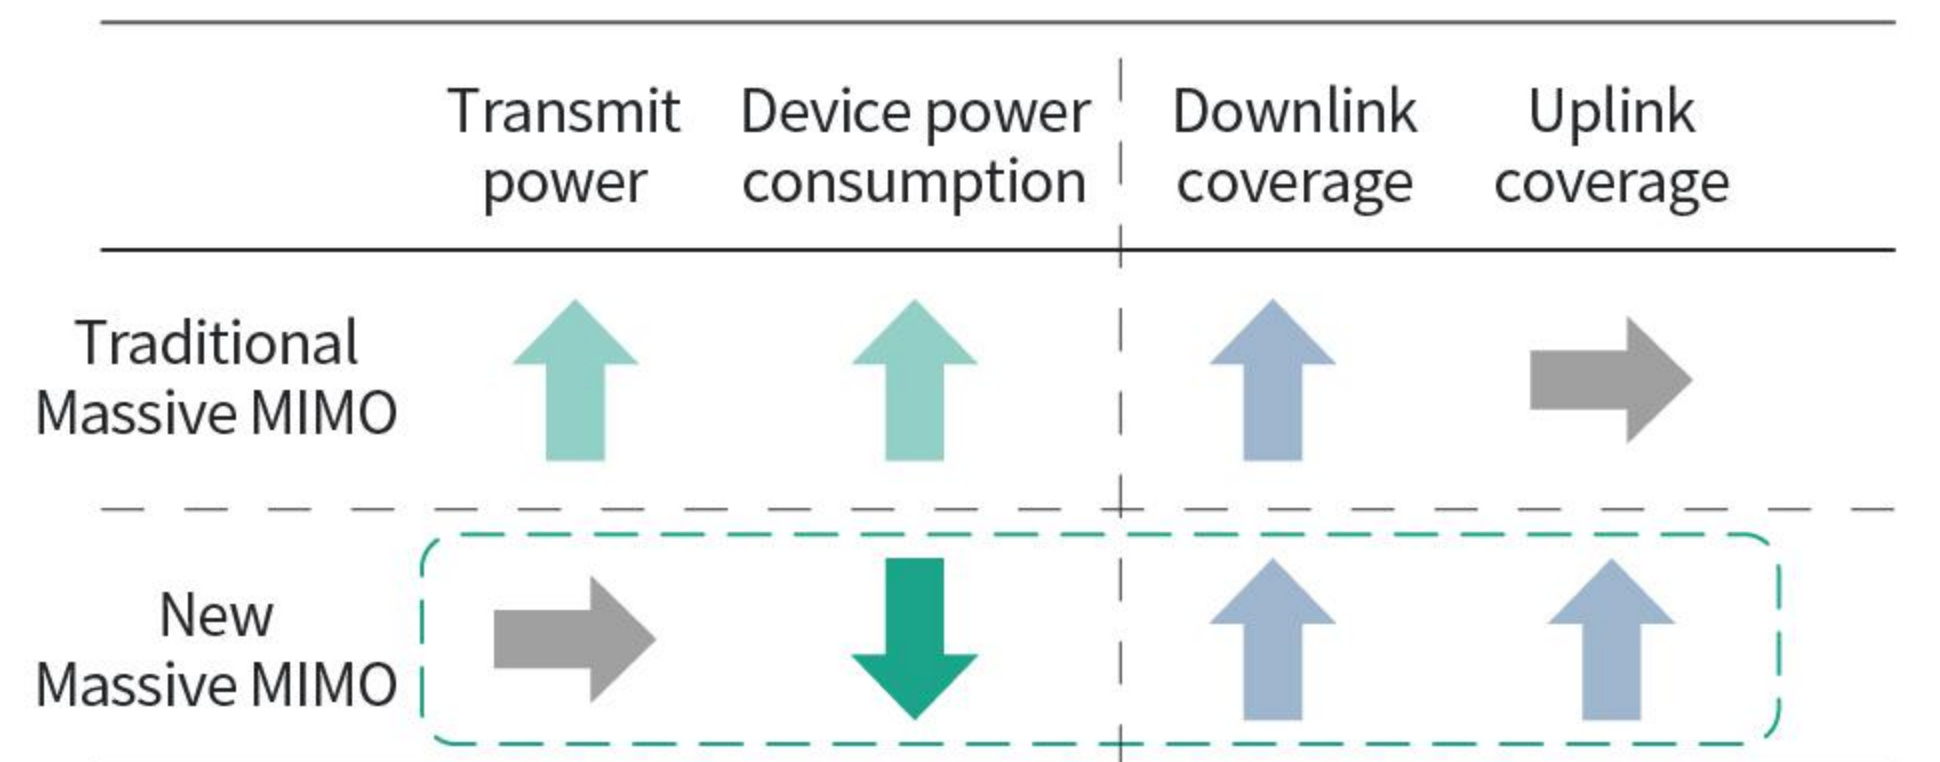 Transmit
power
Device power
consumption
Downlink
coverage
Uplink
coverage
Traditional
Massive MIMO
New
Massive MIMO